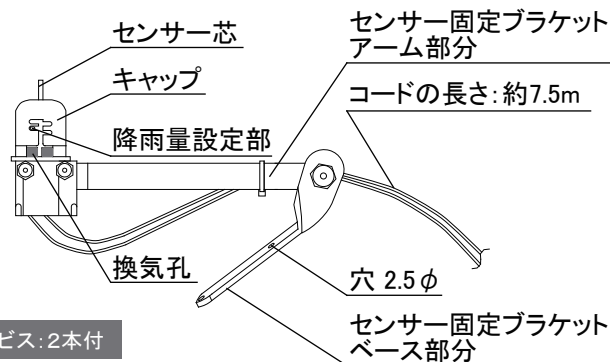 センサー芯
キャップ
降雨量設定部
換気孔
センサー固定ブラケット
アーム部分
コードの長さ：約7.5m
穴 2.5φ
センサー固定ブラケット
ベース部分
ビス：2本付